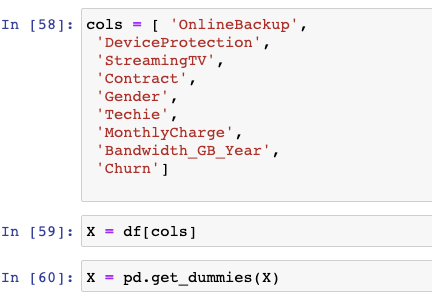 In [58]: cols = [ 'OnlineBackup',
'DeviceProtection',
'StreamingTV',
'Contract',
'Gender',
'Techie',
'MonthlyCharge',
'Bandwidth_GB_Year',
'Churn']
In [59]: X = df[cols]
In [60]: X = pd.get_dummies(X)